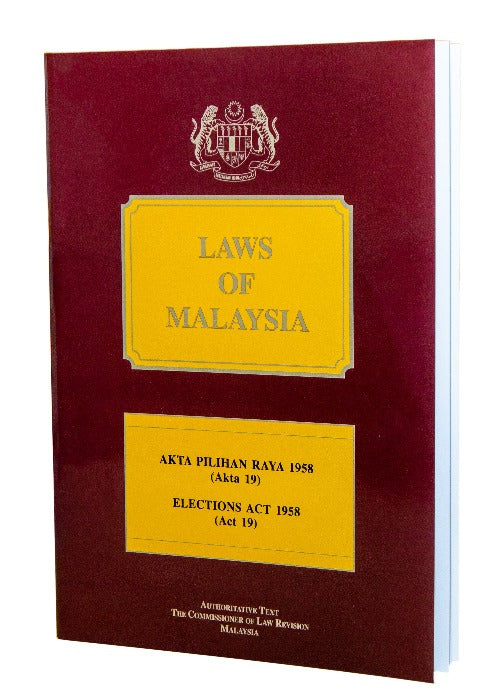 LAWS
OF
MALAYSIA
AKTA PILIHAN RAYA 1958
(Akta 19)
ELECTIONS ACT 1958
(Act 19)
AUTHORITATIVE TEXT
THE COMMISSIONER OF LAW REVISION
MALAYSIA